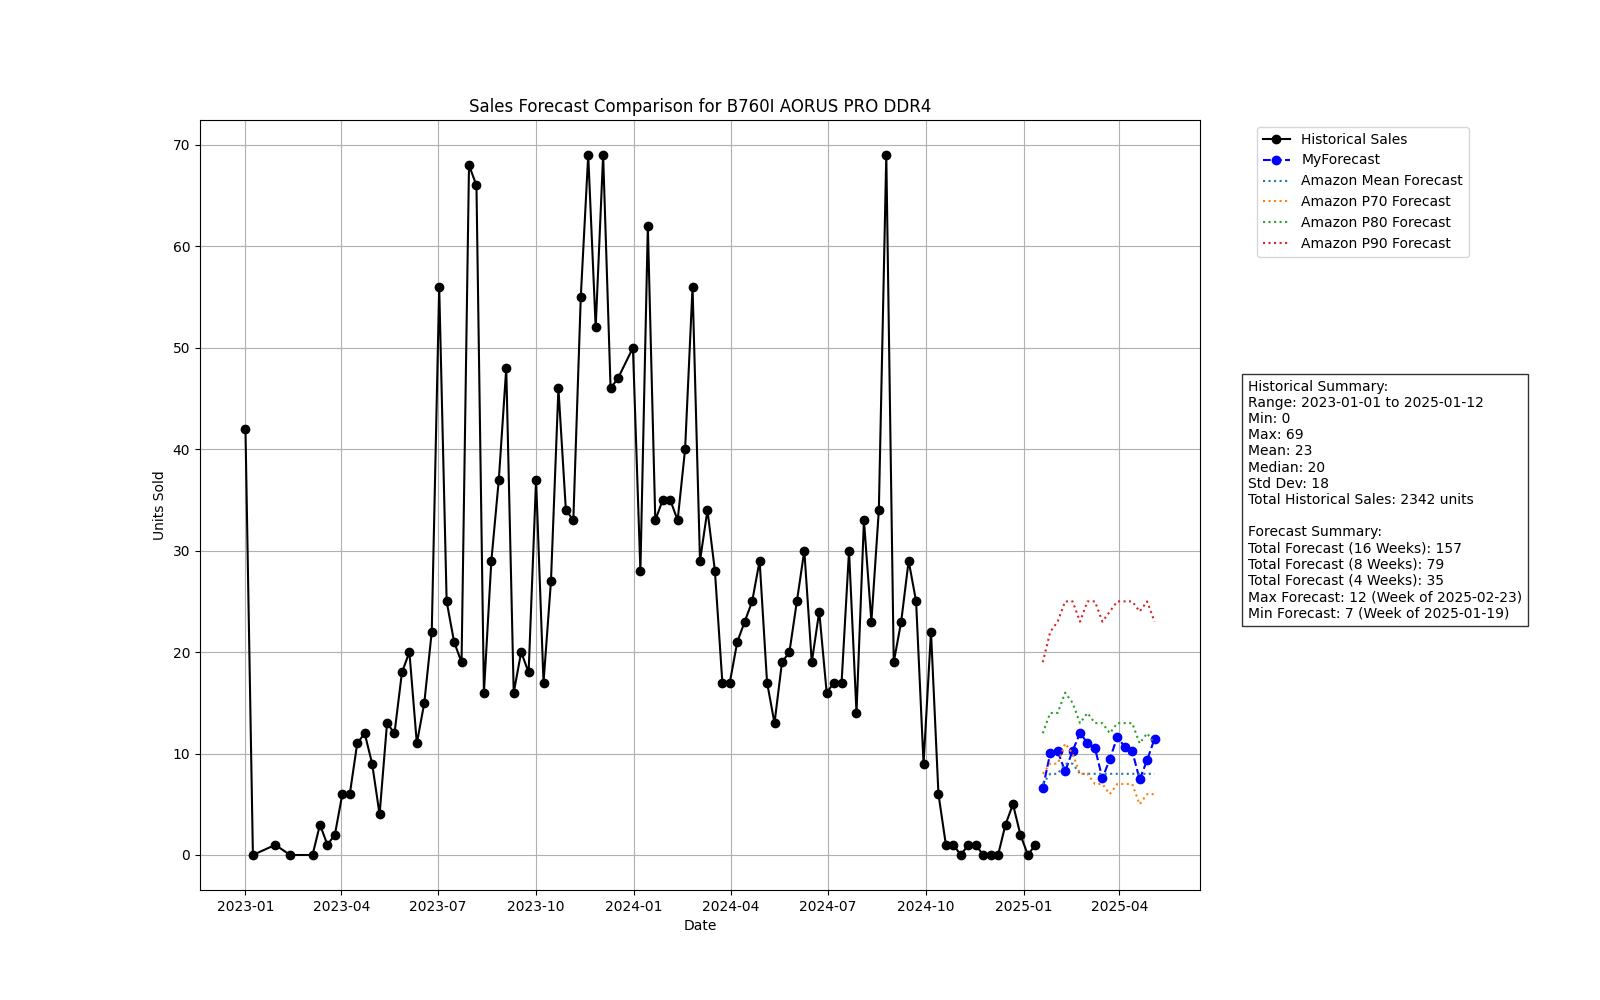 Sales Forecast Comparison for B760I AORUS PRO DDR4
Units Sold
70
60
50
40
30
20
10
0
2023-01
2023-04
2023-07
2023-10
2024-01
2024-04
2024-07
2024-10
2025-01
2025-04
Date
Historical Sales
MyForecast
Amazon Mean Forecast
Amazon P70 Forecast
Amazon P80 Forecast
Amazon P90 Forecast
Historical Summary:
Range: 2023-01-01 to 2025-01-12
Min: 0
Max: 69
Mean: 23
Median: 20
Std Dev: 18
Total Historical Sales: 2342 units
Forecast Summary:
Total Forecast (16 Weeks): 157
Total Forecast (8 Weeks): 79
Total Forecast (4 Weeks): 35
Max Forecast: 12 (Week of 2025-02-23)
Min Forecast: 7 (Week of 2025-01-19)